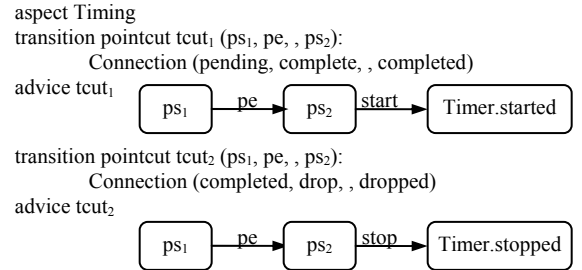 aspect Timing
transition pointcut tcut₁ (ps₁, pe, , ps₂):
Connection (pending, complete, , completed)
advice tcut₁
ps₁ pe ps₂ start Timer.started
transition pointcut tcut₂ (ps₁, pe, , ps₂):
Connection (completed, drop, , dropped)
advice tcut₂
ps₁ pe ps₂ stop Timer.stopped